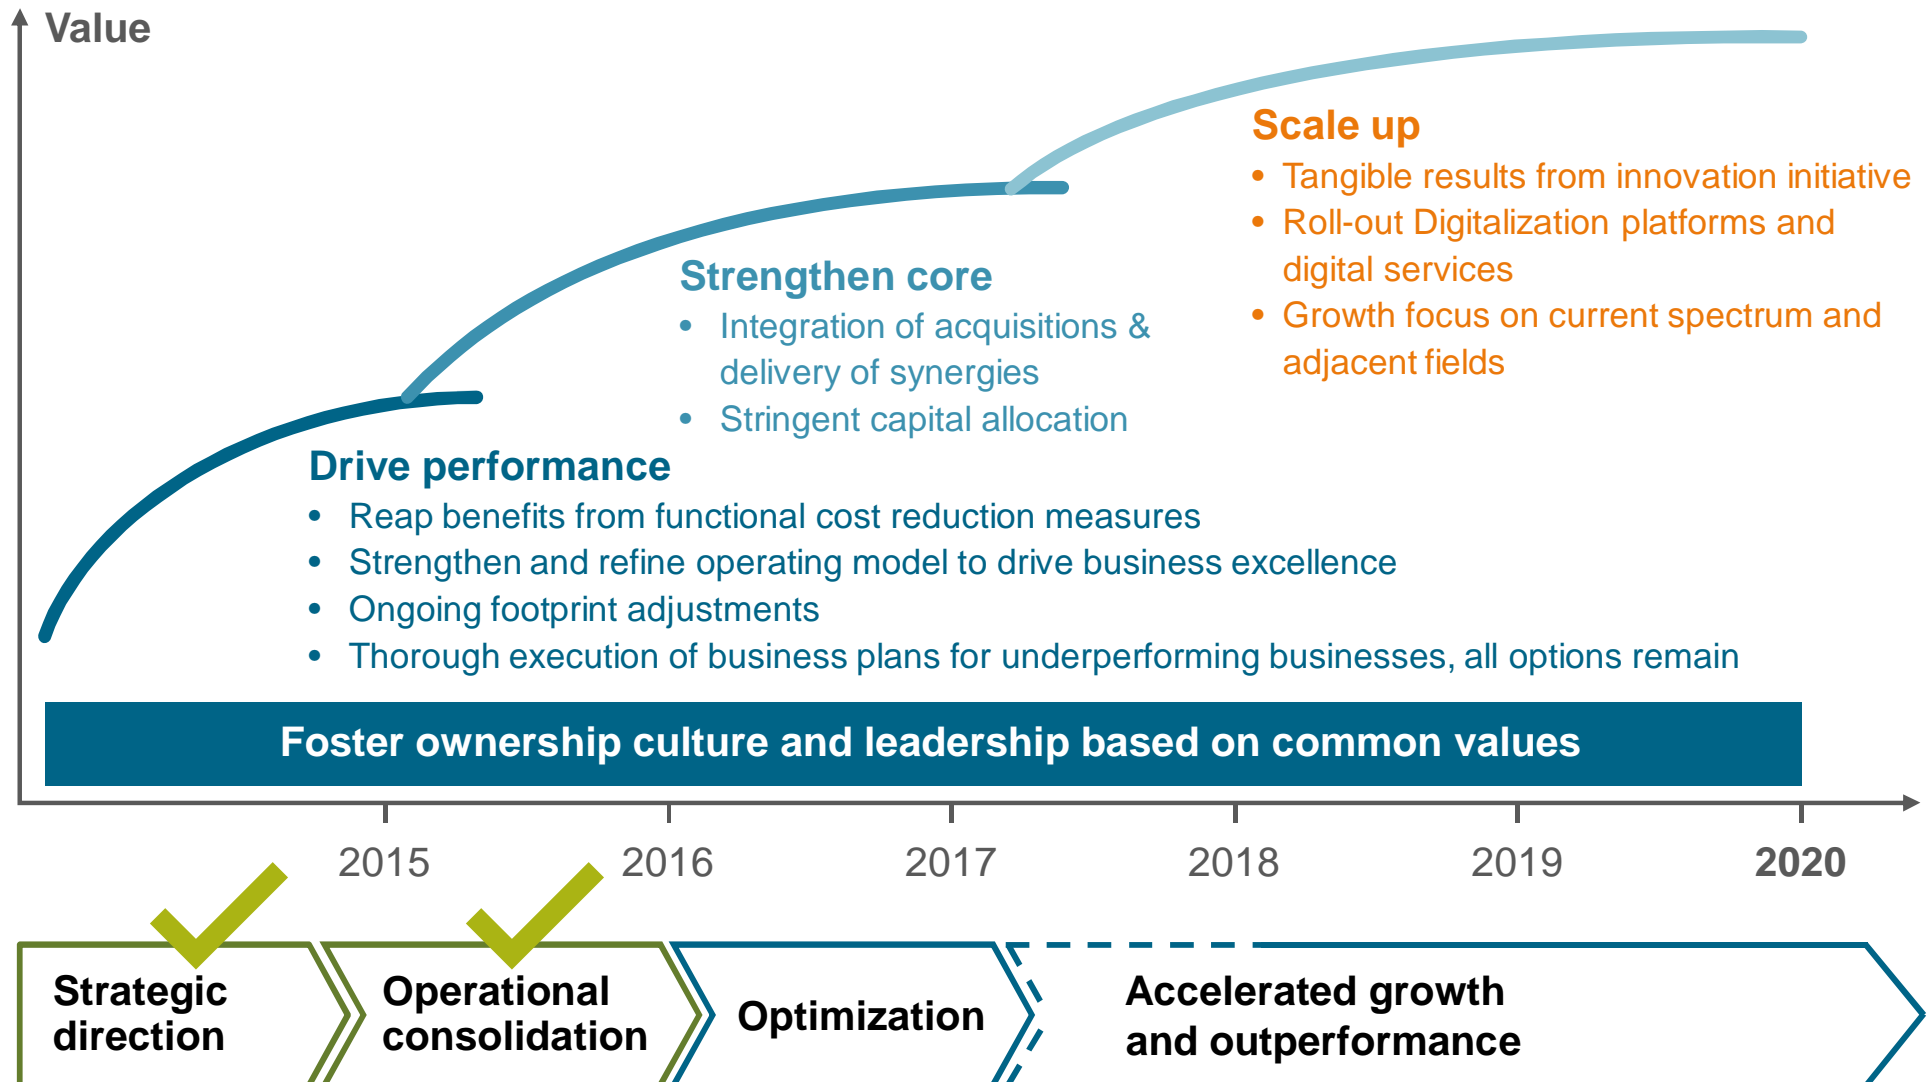 Value
Scale up
• Tangible results from innovation initiative
• Roll-out Digitalization platforms and
digital services
• Growth focus on current spectrum and
adjacent fields
Strengthen core
• Integration of acquisitions &
delivery of synergies
• Stringent capital allocation
Drive performance
• Reap benefits from functional cost reduction measures
• Strengthen and refine operating model to drive business excellence
• Ongoing footprint adjustments
• Thorough execution of business plans for underperforming businesses, all options remain
Foster ownership culture and leadership based on common values
2015 2016 2017 2018 2019 2020
Strategic
direction
Operational
consolidation
Optimization
Accelerated growth
and outperformance